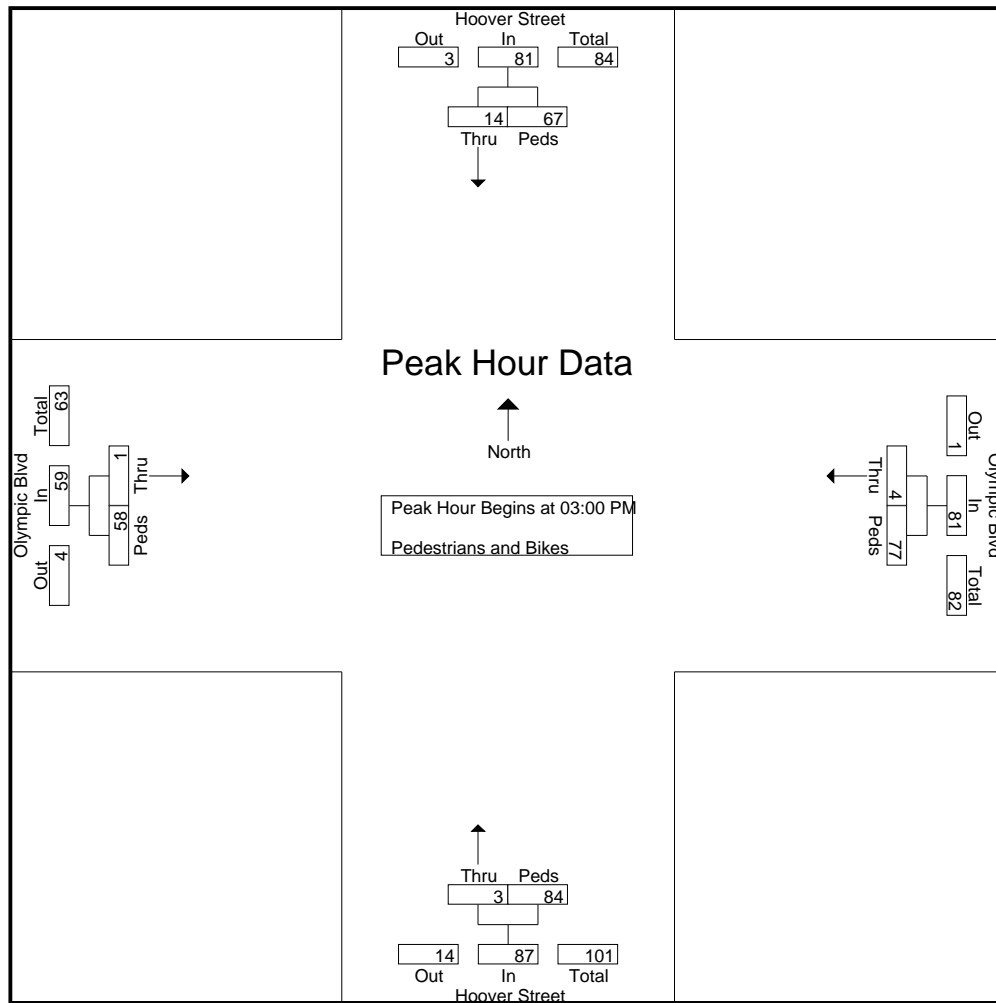 Hoover Street
Out In Total
3 81 84
14 67
Thru Peds
Peak Hour Data
North
Peak Hour Begins at 03:00 PM
Pedestrians and Bikes
Olympic Blvd
Out In Total
4 59 63
58 1
Peds Thru
Olympic Blvd
Out In Total
1 81 82
4 77
Thru Peds
Thru Peds
3 84
14 87 101
Out In Total
Hoover Street